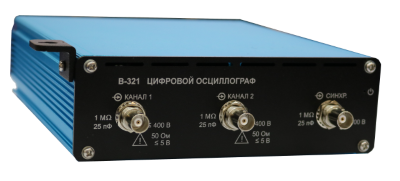 В-321 ЦИФРОВОЙ ОСЦИЛЛОГРАФ
КАНАЛ 1
КАНАЛ 2
СИНХР.
1 МΩ
25 пФ
≤ 400 В
50 Ом
≤ 5 В
1 МΩ
25 пФ
400 В
50 Ом
≤ 5 В
1 МΩ
25 пФ
00 В